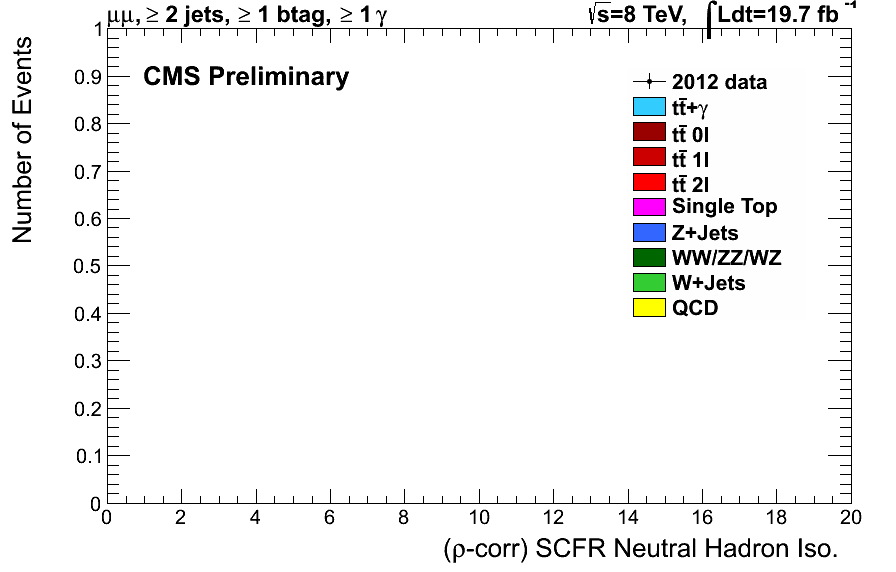 μμ, ≥ 2 jets, ≥ 1 btag, ≥ 1 γ
√s=8 TeV, ∫Ldt=19.7 fb⁻¹
CMS Preliminary
2012 data
tt̄+γ
tt̄ 0l
tt̄ 1l
tt̄ 2l
Single Top
Z+Jets
WW/ZZ/WZ
W+Jets
QCD
Number of Events
1
0.9
0.8
0.7
0.6
0.5
0.4
0.3
0.2
0.1
0
0 2 4 6 8 10 12 14 16 18 20
(ρ-corr) SCFR Neutral Hadron Iso.